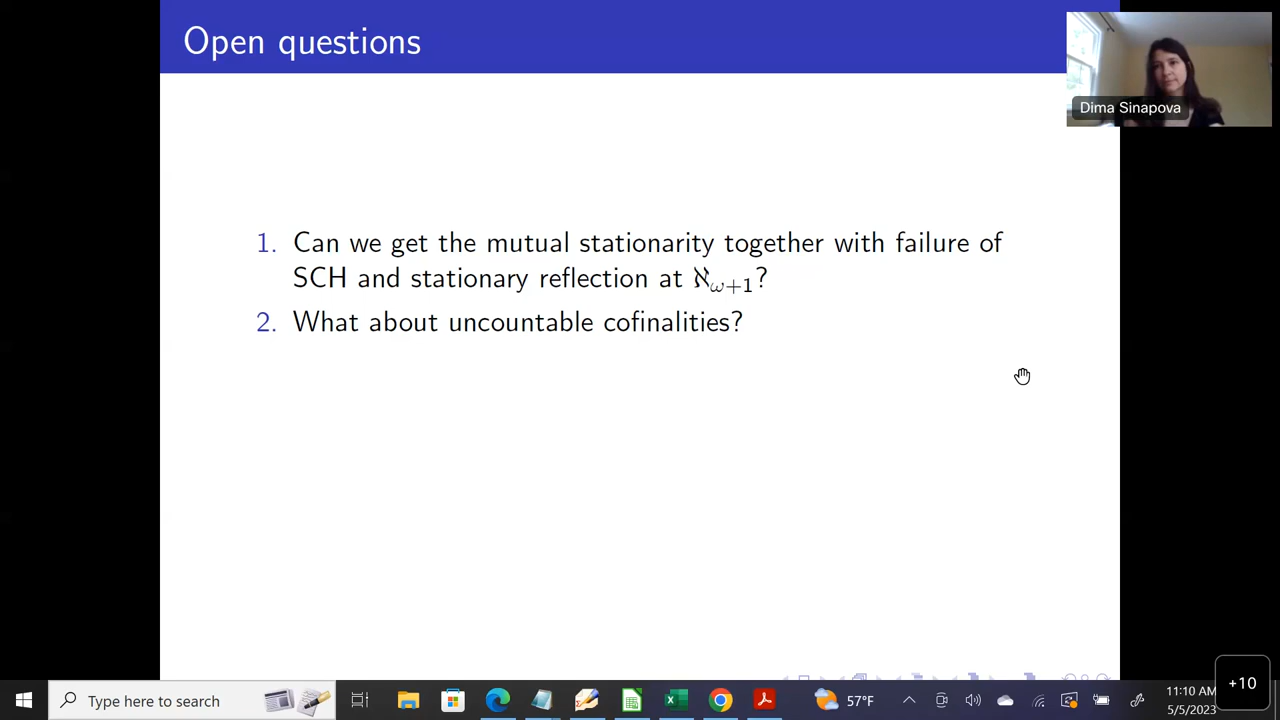 Open questions
Dima Sinapova
1. Can we get the mutual stationarity together with failure of
SCH and stationary reflection at ℵω+1?
2. What about uncountable cofinalities?
+10
Type here to search
57°F
11:10 AM
5/5/2023